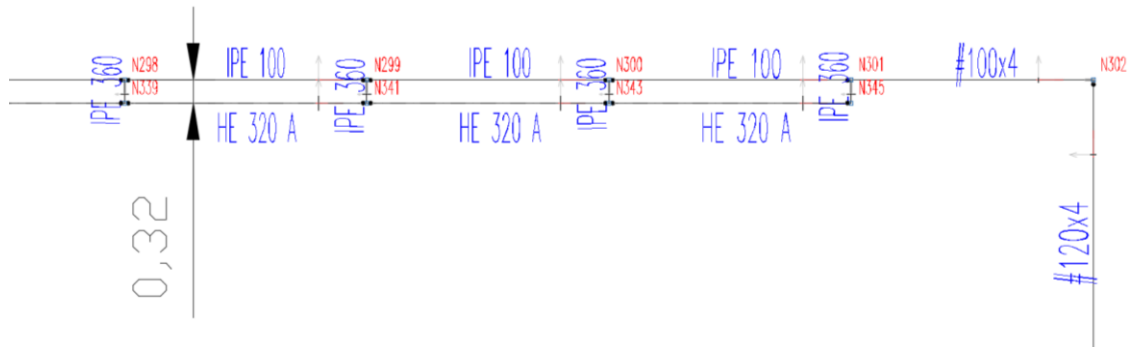 N298
IPE 360
N339
IPE 100
HE 320 A
N299
IPE 360
N341
IPE 100
HE 320 A
N300
IPE 360
N343
IPE 100
HE 320 A
N301
IPE 360
N345
#100x4
N302
#120x4
0,32